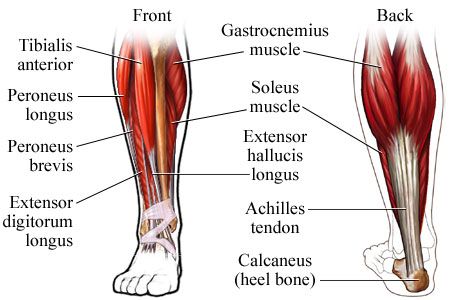 Front
Back
Tibialis
anterior
Peroneus
longus
Peroneus
brevis
Extensor
digitorum
longus
Gastrocnemius
muscle
Soleus
muscle
Extensor
hallucis
longus
Achilles
tendon
Calcaneus
(heel bone)